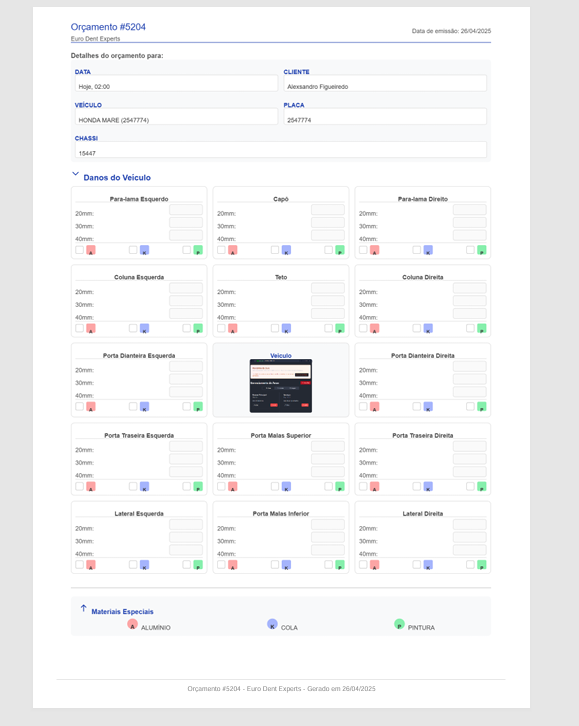 Orçamento #5204
Data de emissão: 26/04/2025
Euro Dent Experts
Detalhes do orçamento para:
DATA CLIENTE
Hoje, 02:00 Alexsandro Figueiredo
VEÍCULO PLACA
HONDA MARE (2547774) 2547774
CHASSI
15447
Danos do Veículo
Para-lama Esquerdo Capô Para-lama Direito
20mm: 20mm: 20mm:
30mm: 30mm: 30mm:
40mm: 40mm: 40mm:
A K P A K P A K P
Coluna Esquerda Teto Coluna Direita
20mm: 20mm: 20mm:
30mm: 30mm: 30mm:
40mm: 40mm: 40mm:
A K P A K P A K P
Porta Dianteira Esquerda Veículo Porta Dianteira Direita
20mm: 20mm:
30mm: 30mm:
40mm: 40mm:
A K P A K P
Porta Traseira Esquerda Porta Malas Superior Porta Traseira Direita
20mm: 20mm: 20mm:
30mm: 30mm: 30mm:
40mm: 40mm: 40mm:
A K P A K P A K P
Lateral Esquerda Porta Malas Inferior Lateral Direita
20mm: 20mm: 20mm:
30mm: 30mm: 30mm:
40mm: 40mm: 40mm:
A K P A K P A K P
Materiais Especiais
A ALUMÍNIO K COLA P PINTURA
Orçamento #5204 - Euro Dent Experts - Gerado em 26/04/2025